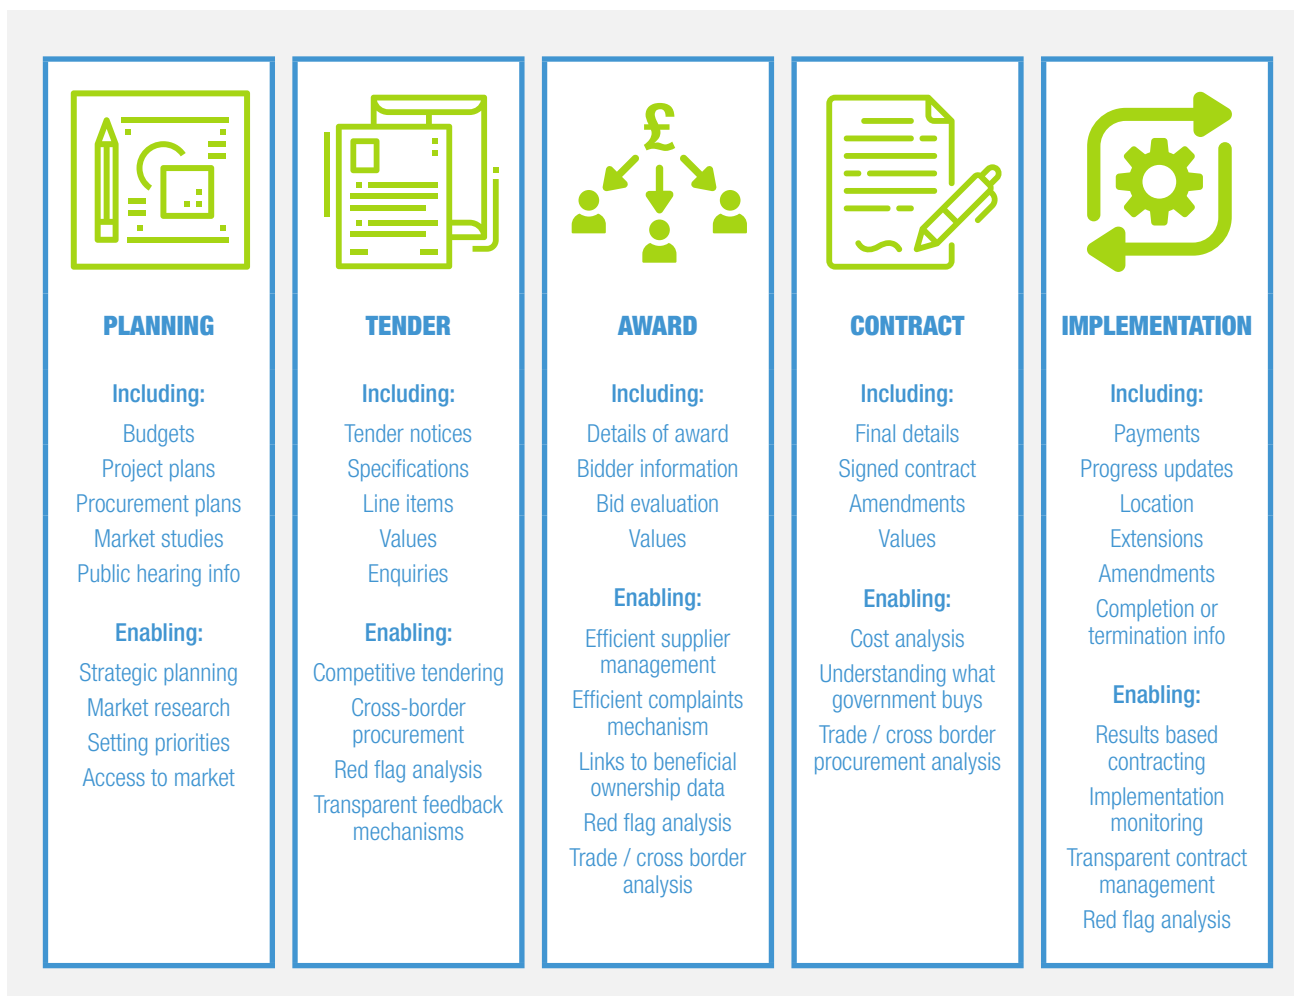 £
PLANNING
Including:
Budgets
Project plans
Procurement plans
Market studies
Public hearing info
Enabling:
Strategic planning
Market research
Setting priorities
Access to market
TENDER
Including:
Tender notices
Specifications
Line items
Values
Enquiries
Enabling:
Competitive tendering
Cross-border
procurement
Red flag analysis
Transparent feedback
mechanisms
AWARD
Including:
Details of award
Bidder information
Bid evaluation
Values
Enabling:
Efficient supplier
management
Efficient complaints
mechanism
Links to beneficial
ownership data
Red flag analysis
Trade / cross border
analysis
CONTRACT
Including:
Final details
Signed contract
Amendments
Values
Enabling:
Cost analysis
Understanding what
government buys
Trade / cross border
procurement analysis
IMPLEMENTATION
Including:
Payments
Progress updates
Location
Extensions
Amendments
Completion or
termination info
Enabling:
Results based
contracting
Implementation
monitoring
Transparent contract
management
Red flag analysis